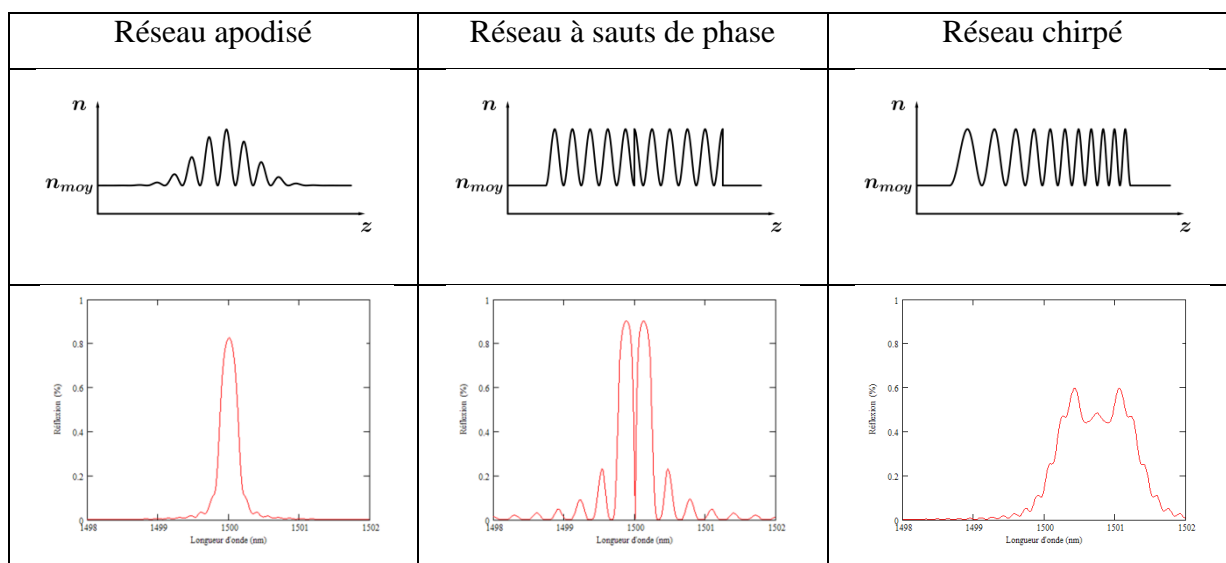 Réseau apodisé
Réseau à sauts de phase
Réseau chirpé
n
n_moy
z
n
n_moy
z
n
n_moy
z
1
0.8
0.6
0.4
0.2
0
Réflexion (%)
1498
1499
1500
1501
1502
Longueur d'onde (nm)
1
0.8
0.6
0.4
0.2
0
Réflexion (%)
1498
1499
1500
1501
1502
Longueur d'onde (nm)
1
0.8
0.6
0.4
0.2
0
Réflexion (%)
1498
1499
1500
1501
1502
Longueur d'onde (nm)